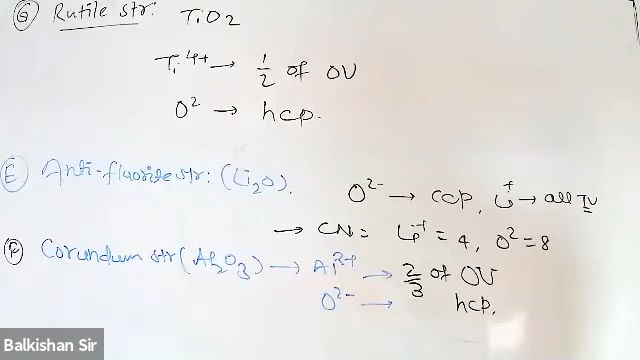 G Rutile str: TiO2
Ti4+ → 1/2 of OV
O2 → hcp.
E Anti-fluorite str: (Li2O). O2- → ccp, Li+ → all TV
→ CN = Li+ = 4, O2 = 8
F Corundum str (Al2O3) → Al3+ → 2/3 of OV
O2- → hcp.
Balkishan Sir